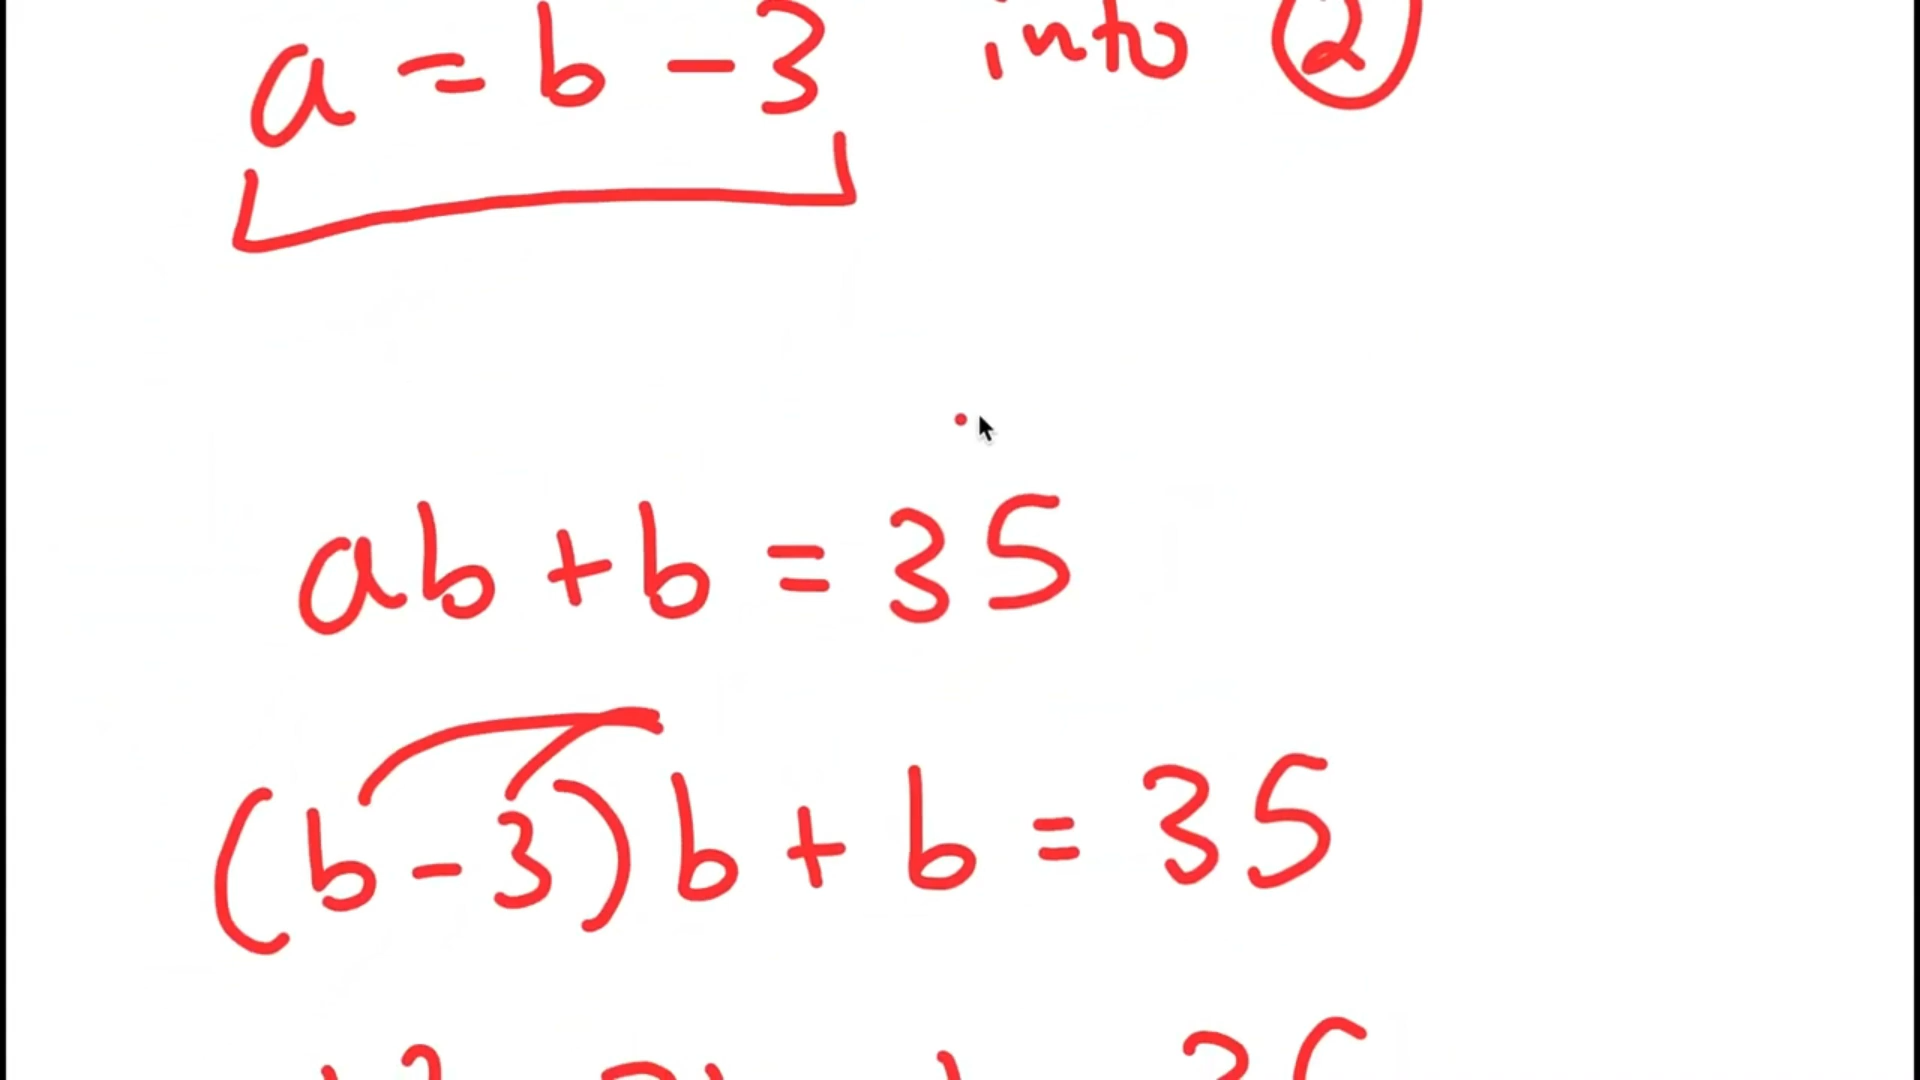 a = b - 3 into ②
ab + b = 35
(b - 3)b + b = 35